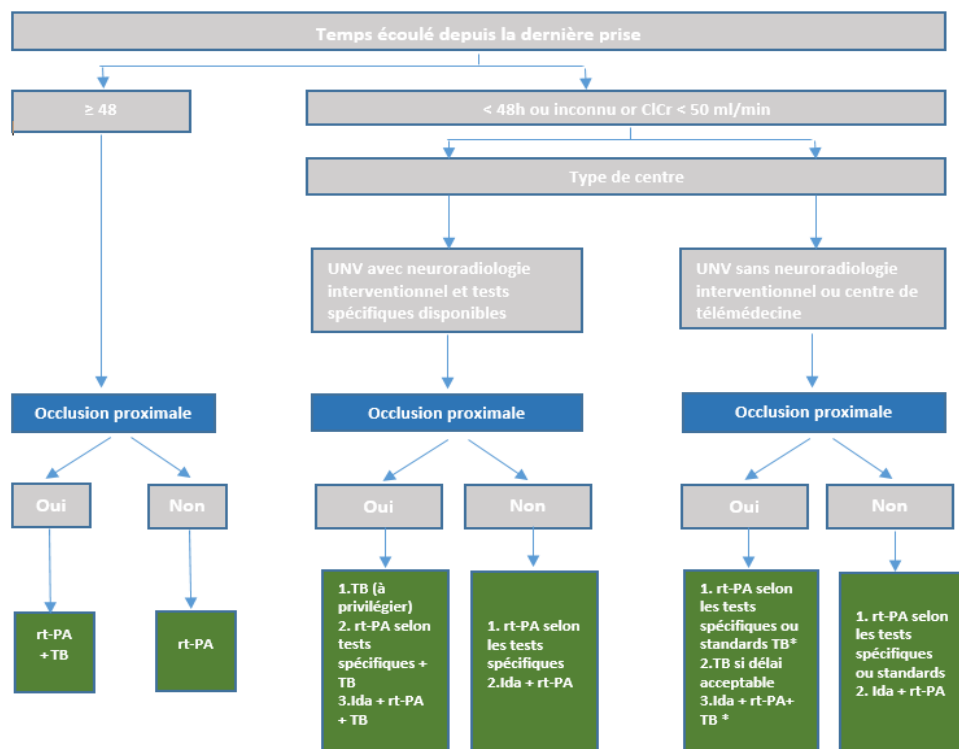 Temps écoulé depuis la dernière prise
≥ 48
< 48h ou inconnu or ClCr < 50 ml/min
Type de centre
UNV avec neuroradiologie
interventionnel et tests
spécifiques disponibles
UNV sans neuroradiologie
interventionnel ou centre de
télémédecine
Occlusion proximale
Occlusion proximale
Occlusion proximale
Oui
Non
Oui
Non
Oui
Non
rt-PA
+ TB
rt-PA
1.TB (à
privilégier)
2. rt-PA selon
tests
spécifiques +
TB
3.Ida + rt-PA
+ TB
1. rt-PA selon
les tests
spécifiques
2.Ida + rt-PA
1. rt-PA selon
les tests
spécifiques ou
standards TB*
2.TB si délai
acceptable
3.Ida + rt-PA+
TB *
1. rt-PA selon
les tests
spécifiques
ou standards
2. Ida + rt-PA